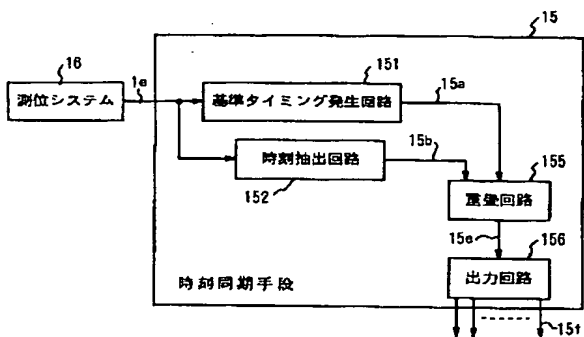 15
16
測位システム
1e
151
基準タイミング発生回路
15a
時刻抽出回路
152
15b
155
重畳回路
15e
156
出力回路
時刻同期手段
15f